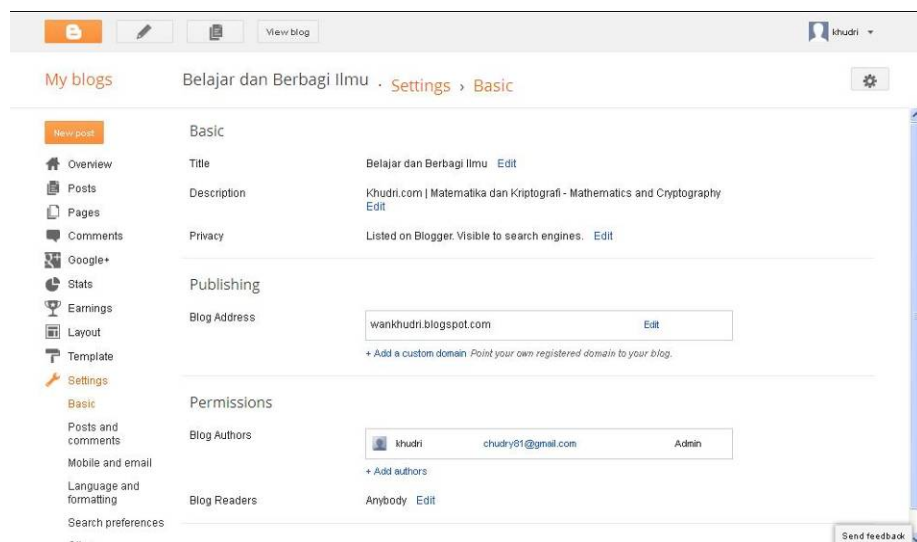 View blog
khudri
My blogs
Belajar dan Berbagi Ilmu . Settings › Basic
New post
Overview
Posts
Pages
Comments
Google+
Stats
Earnings
Layout
Template
Settings
Basic
Posts and
comments
Mobile and email
Language and
formatting
Search preferences
Basic
Title
Belajar dan Berbagi Ilmu Edit
Description
Khudri.com | Matematika dan Kriptografi - Mathematics and Cryptography
Edit
Privacy
Listed on Blogger. Visible to search engines. Edit
Publishing
Blog Address
wankhudri.blogspot.com Edit
+ Add a custom domain Point your own registered domain to your blog.
Permissions
Blog Authors
khudri chudry81@gmail.com Admin
+ Add authors
Blog Readers
Anybody Edit
Send feedback